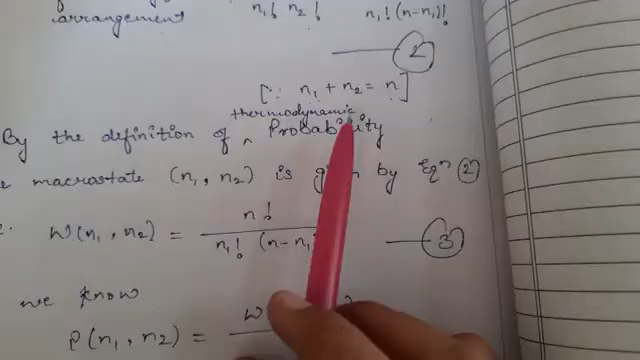 of
arrangement n₁! n₂! n₁! (n-n₁)!
②
[∵ n₁ + n₂ = n]
thermodynamic
By the definition of ∧ Probability
macrostate (n₁, n₂) is by Eqⁿ ②
W(n₁, n₂) = n! / n₁! (n-n₁ ③
we know
P(n₁, n₂) = W